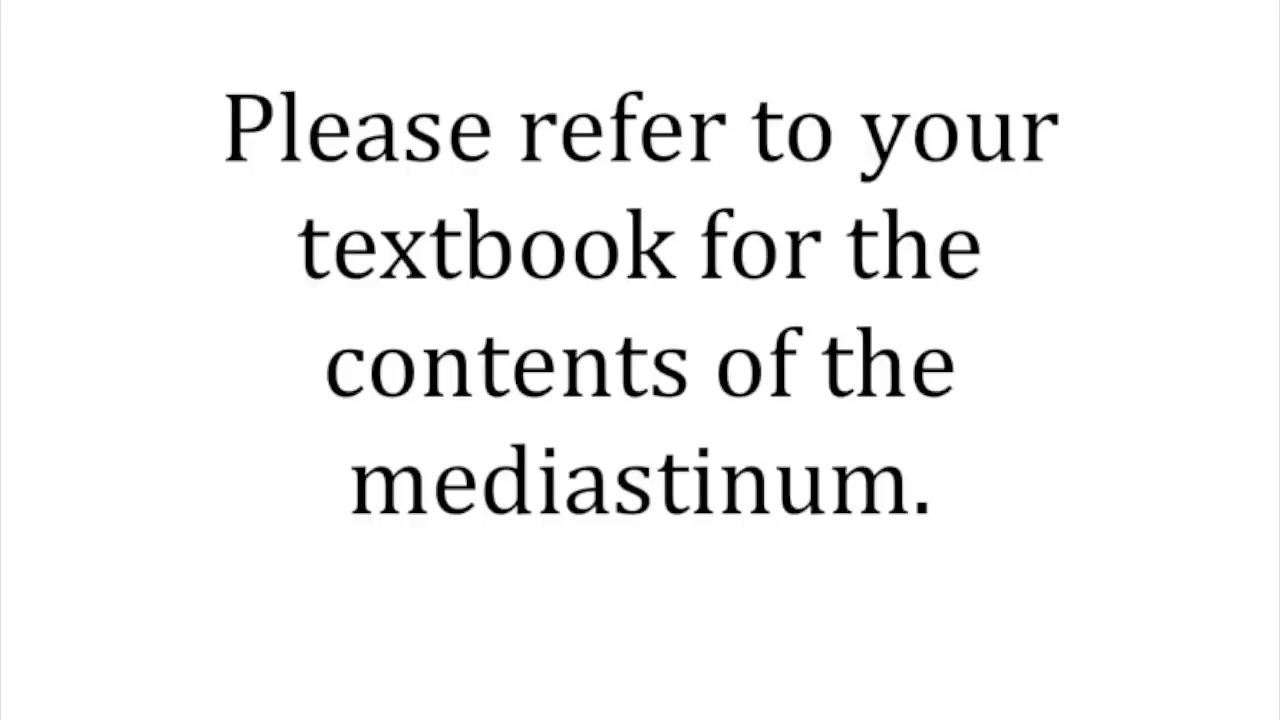 Please refer to your
textbook for the
contents of the
mediastinum.